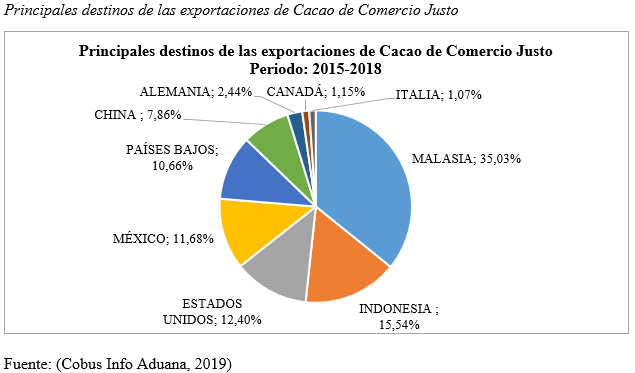 Principales destinos de las exportaciones de Cacao de Comercio Justo
Principales destinos de las exportaciones de Cacao de Comercio Justo
Periodo: 2015-2018
ALEMANIA; 2,44%
CANADÁ; 1,15%
ITALIA; 1,07%
CHINA ; 7,86%
PAÍSES BAJOS;
10,66%
MALASIA; 35,03%
MÉXICO; 11,68%
ESTADOS
UNIDOS; 12,40%
INDONESIA ;
15,54%
Fuente: (Cobus Info Aduana, 2019)